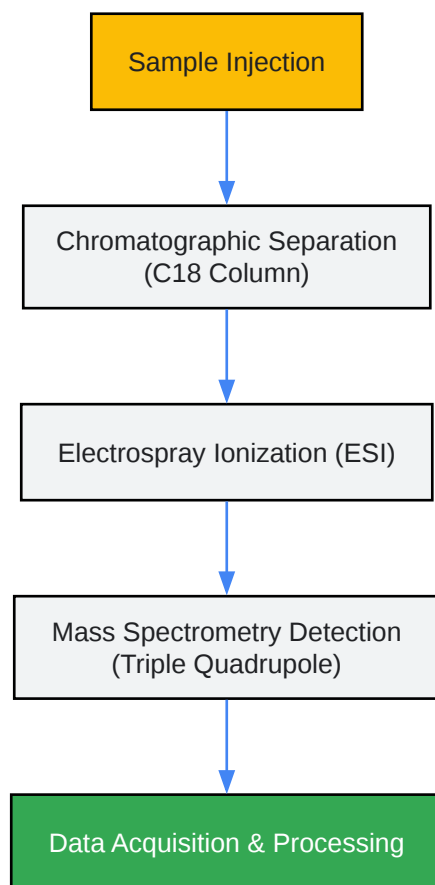 Sample Injection
Chromatographic Separation
(C18 Column)
Electrospray Ionization (ESI)
Mass Spectrometry Detection
(Triple Quadrupole)
Data Acquisition & Processing